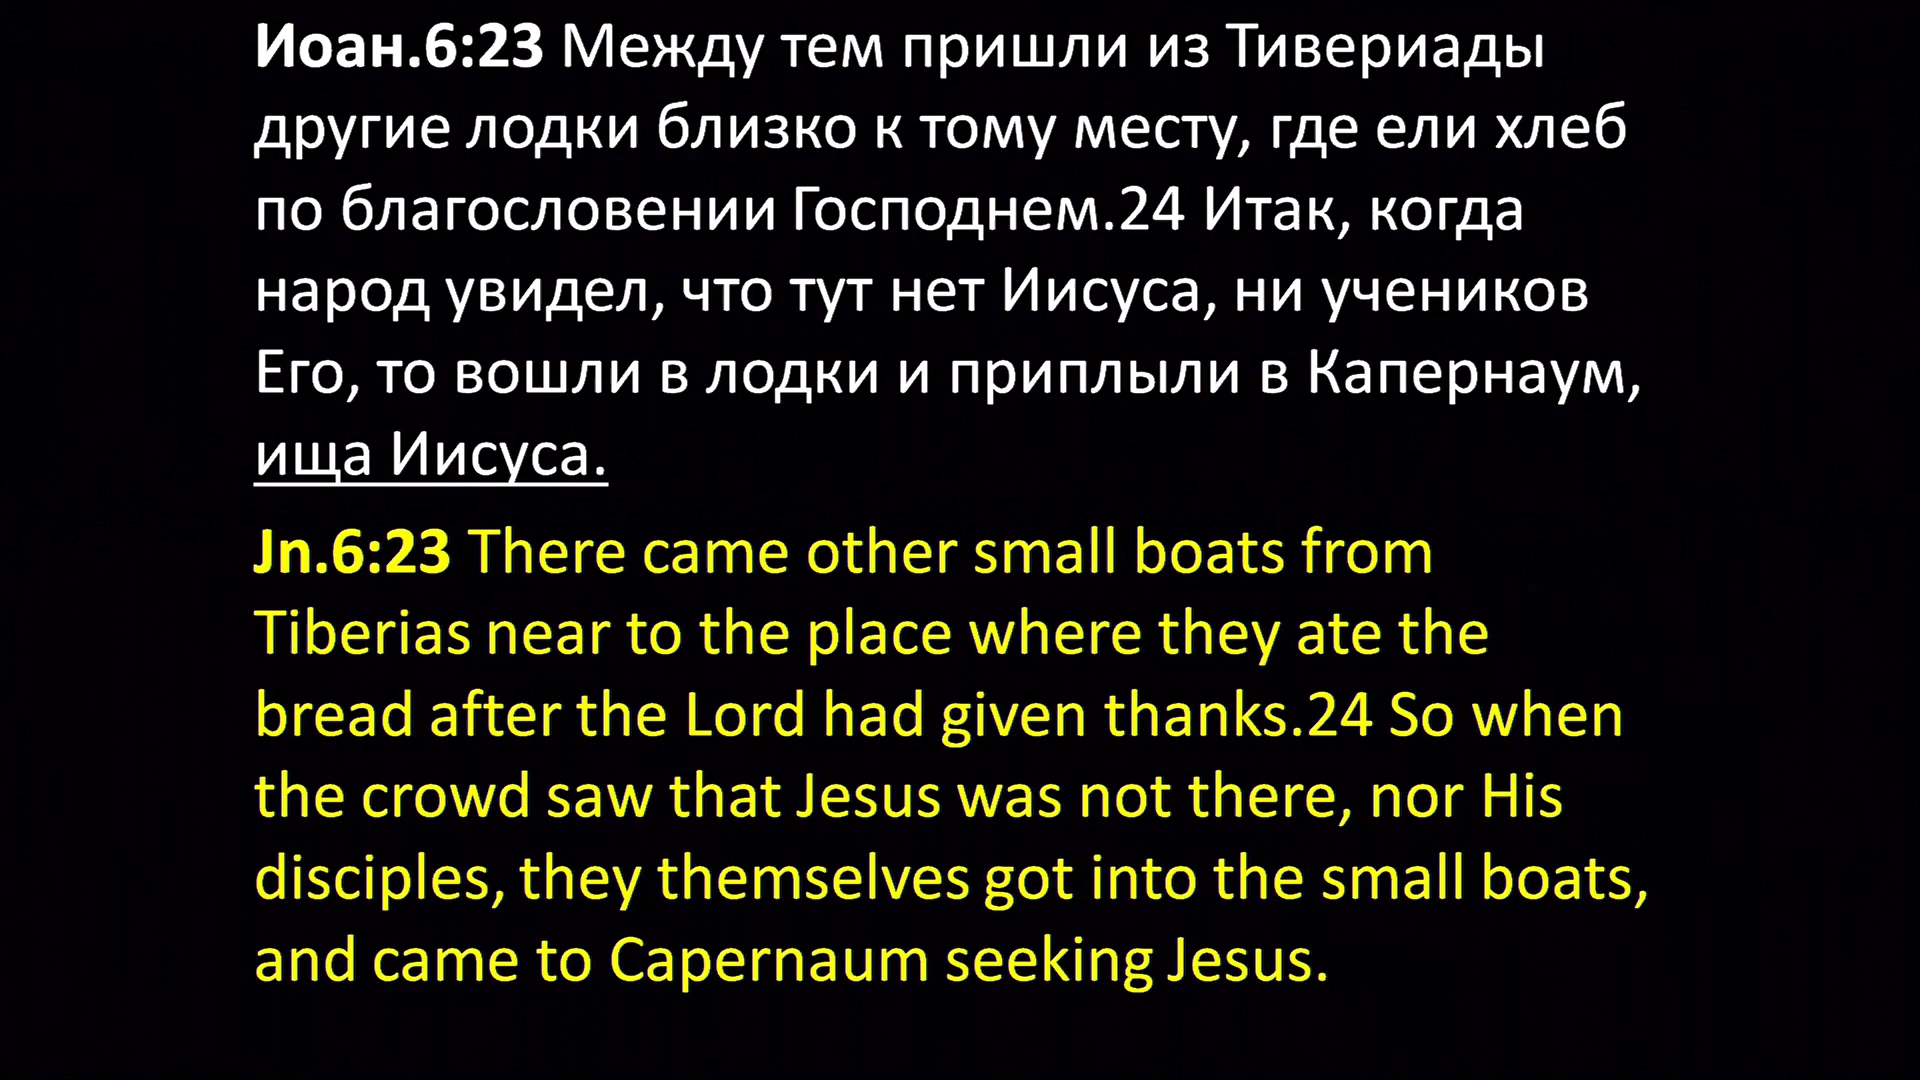 Иоан.6:23 Между тем пришли из Тивериады
другие лодки близко к тому месту, где ели хлеб
по благословении Господнем.24 Итак, когда
народ увидел, что тут нет Иисуса, ни учеников
Его, то вошли в лодки и приплыли в Капернаум,
ища Иисуса.
Jn.6:23 There came other small boats from
Tiberias near to the place where they ate the
bread after the Lord had given thanks.24 So when
the crowd saw that Jesus was not there, nor His
disciples, they themselves got into the small boats,
and came to Capernaum seeking Jesus.